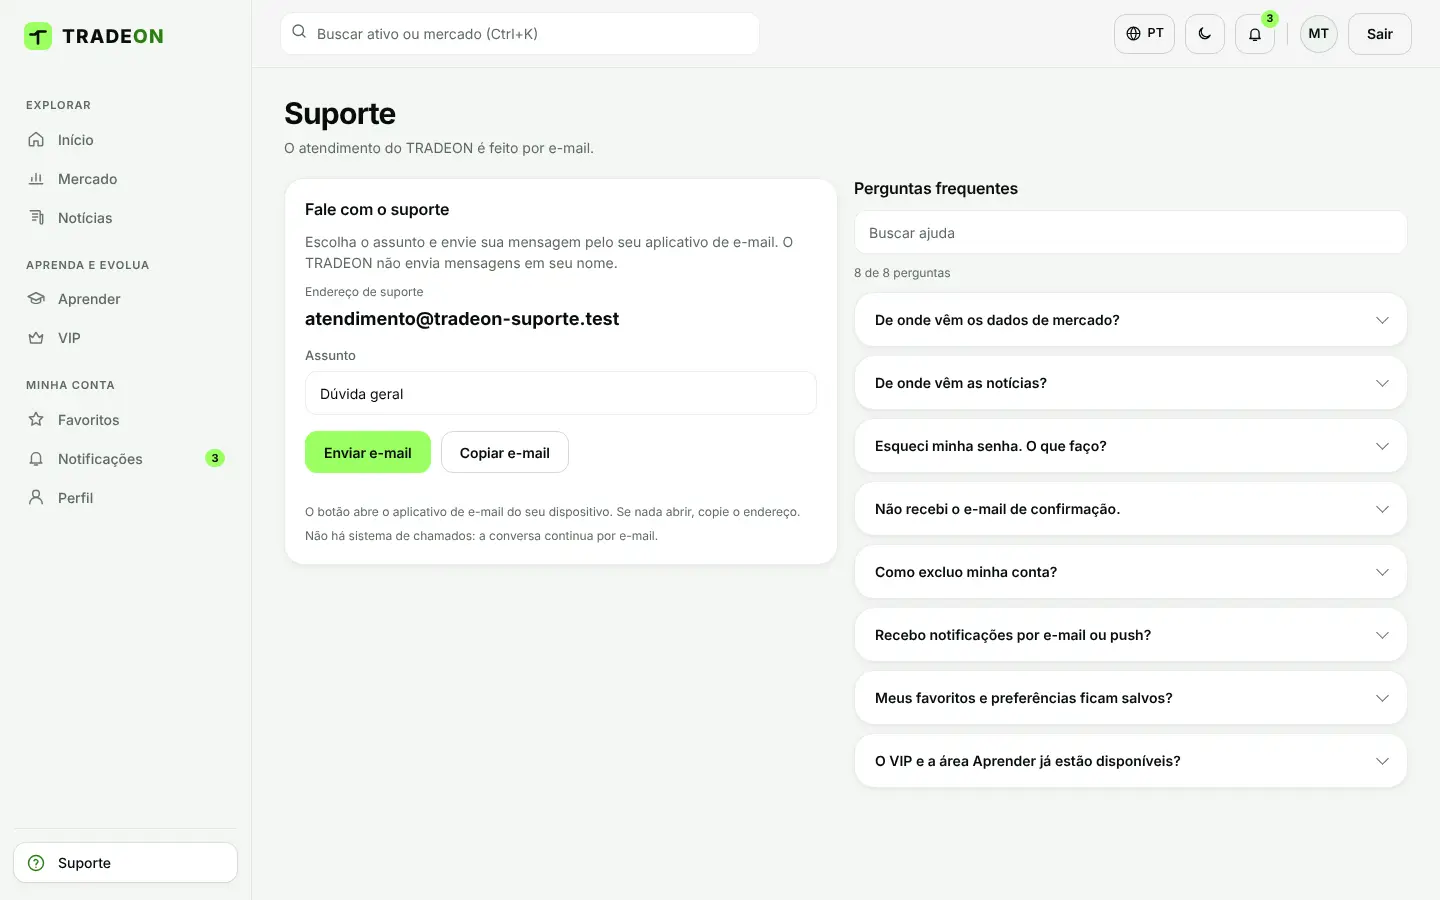 TRADEON
EXPLORAR
Início
Mercado
Notícias
APRENDA E EVOLUA
Aprender
VIP
MINHA CONTA
Favoritos
Notificações 3
Perfil
Suporte
Buscar ativo ou mercado (Ctrl+K)
PT
3
MT
Sair
Suporte
O atendimento do TRADEON é feito por e-mail.
Fale com o suporte
Escolha o assunto e envie sua mensagem pelo seu aplicativo de e-mail. O
TRADEON não envia mensagens em seu nome.
Endereço de suporte
atendimento@tradeon-suporte.test
Assunto
Dúvida geral
Enviar e-mail Copiar e-mail
O botão abre o aplicativo de e-mail do seu dispositivo. Se nada abrir, copie o endereço.
Não há sistema de chamados: a conversa continua por e-mail.
Perguntas frequentes
Buscar ajuda
8 de 8 perguntas
De onde vêm os dados de mercado?
De onde vêm as notícias?
Esqueci minha senha. O que faço?
Não recebi o e-mail de confirmação.
Como excluo minha conta?
Recebo notificações por e-mail ou push?
Meus favoritos e preferências ficam salvos?
O VIP e a área Aprender já estão disponíveis?